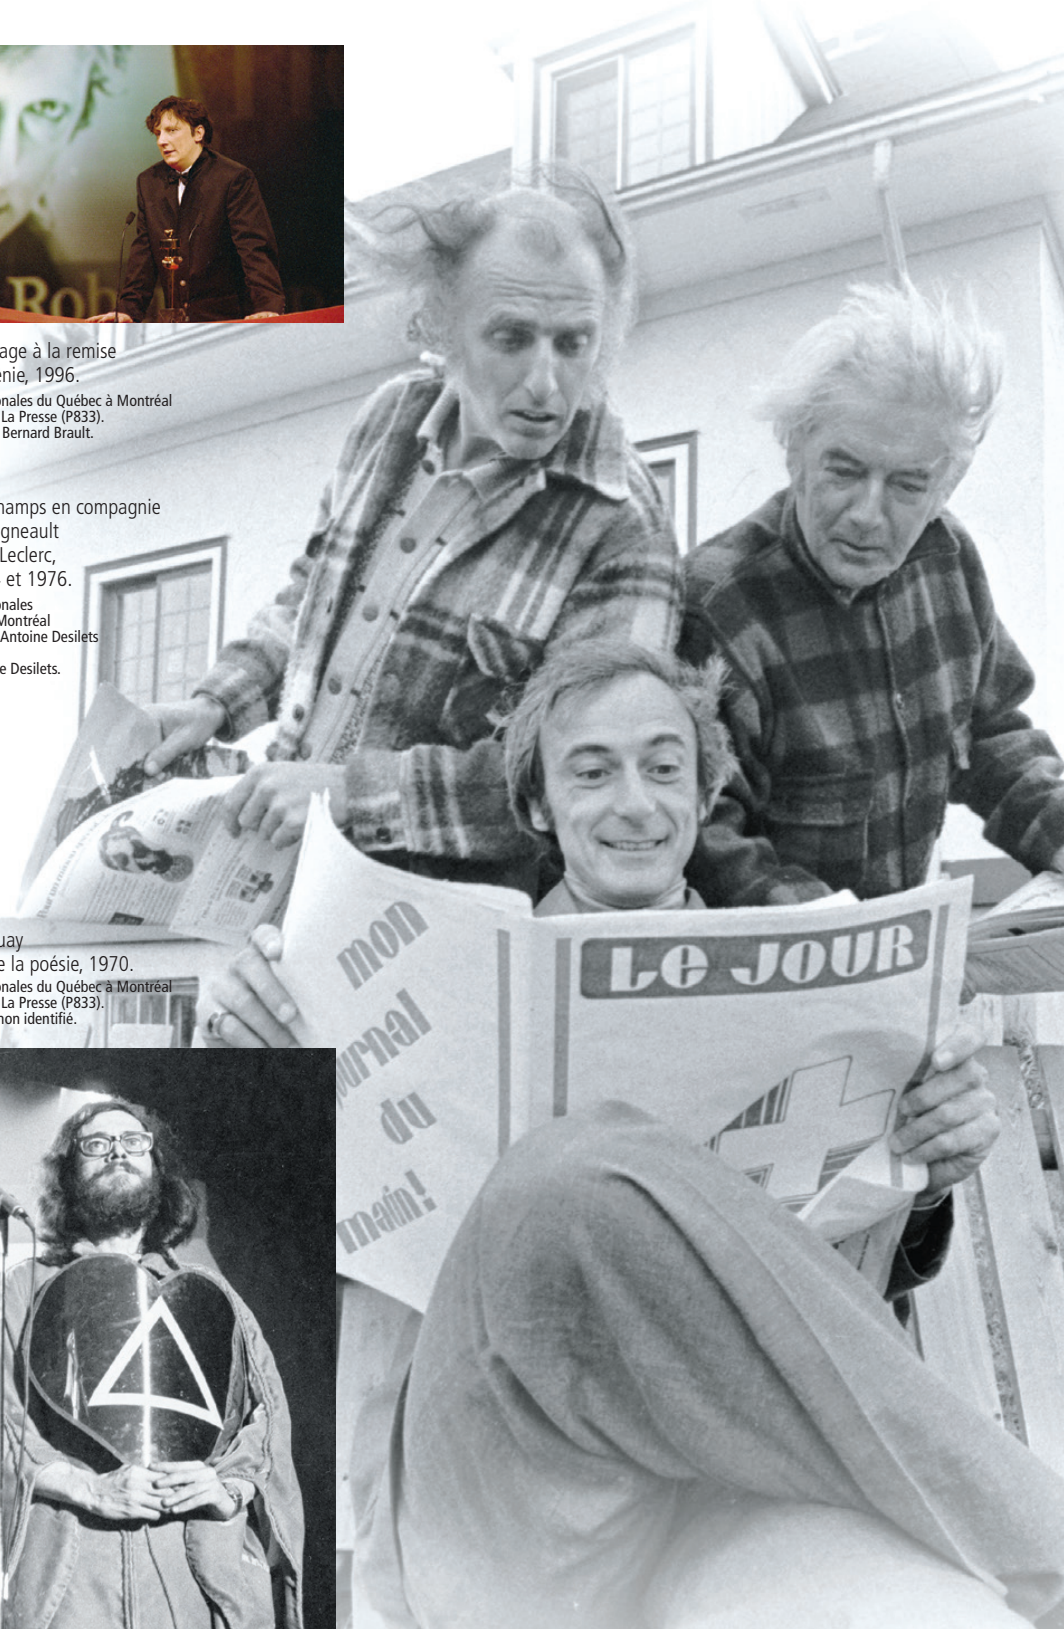 Rob
age à la remise
enie, 1996.
onales du Québec à Montréal
La Presse (P833).
Bernard Brault.
hamps en compagnie
gneault
Leclerc,
et 1976.
onales
Montréal
Antoine Desilets
e Desilets.
mon
journal
du
matin!
LE JOUR
uay
e la poésie, 1970.
onales du Québec à Montréal
La Presse (P833).
non identifié.